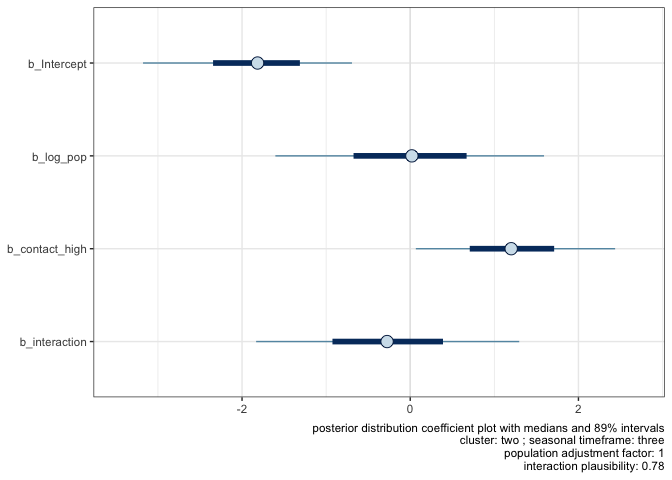 b_Intercept
b_log_pop
b_contact_high
b_interaction
-2
0
2
posterior distribution coefficient plot with medians and 89% intervals
cluster: two ; seasonal timeframe: three
population adjustment factor: 1
interaction plausibility: 0.78